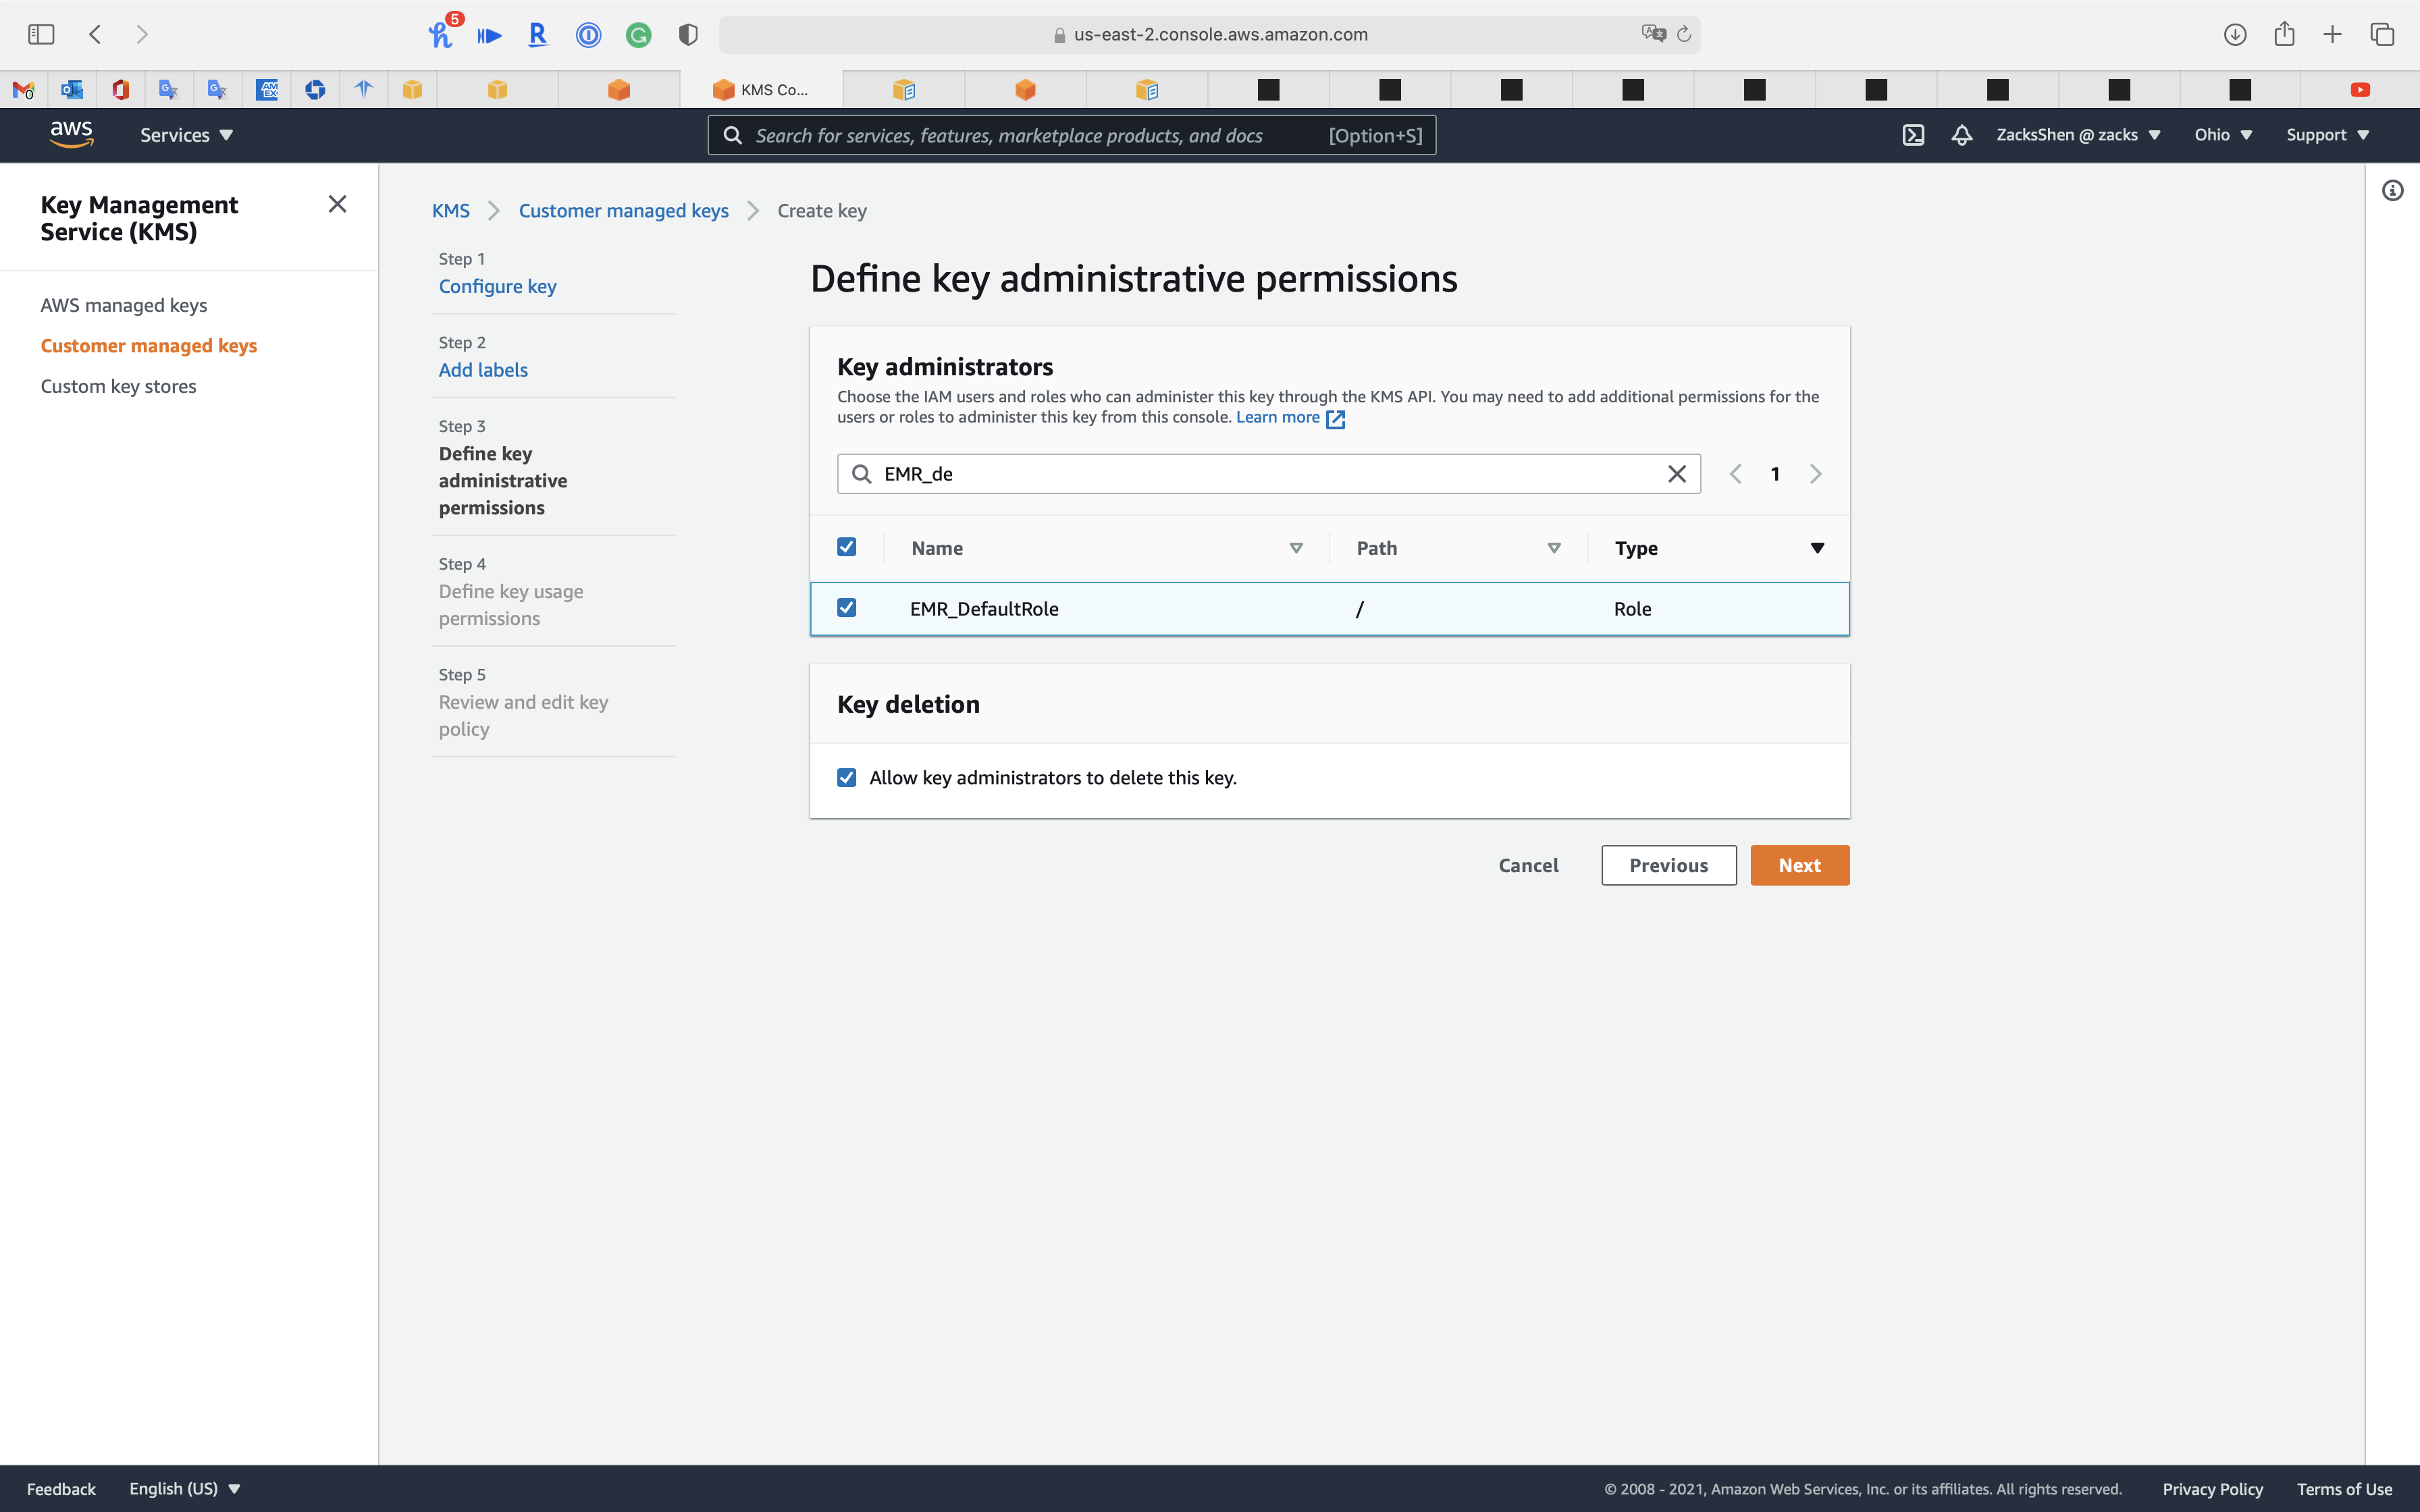 5
us-east-2.console.aws.amazon.com
KMS Co...
aws
Services
Search for services, features, marketplace products, and docs
[Option+S]
ZacksShen @ zacks
Ohio
Support
Key Management
Service (KMS)
AWS managed keys
Customer managed keys
Custom key stores
KMS
Customer managed keys
Create key
Step 1
Configure key
Step 2
Add labels
Step 3
Define key
administrative
permissions
Step 4
Define key usage
permissions
Step 5
Review and edit key
policy
Define key administrative permissions
Key administrators
Choose the IAM users and roles who can administer this key through the KMS API. You may need to add additional permissions for the
users or roles to administer this key from this console. Learn more
EMR_de
1
Name
Path
Type
EMR_DefaultRole
/
Role
Key deletion
Allow key administrators to delete this key.
Cancel
Previous
Next
Feedback
English (US)
© 2008 - 2021, Amazon Web Services, Inc. or its affiliates. All rights reserved.
Privacy Policy
Terms of Use